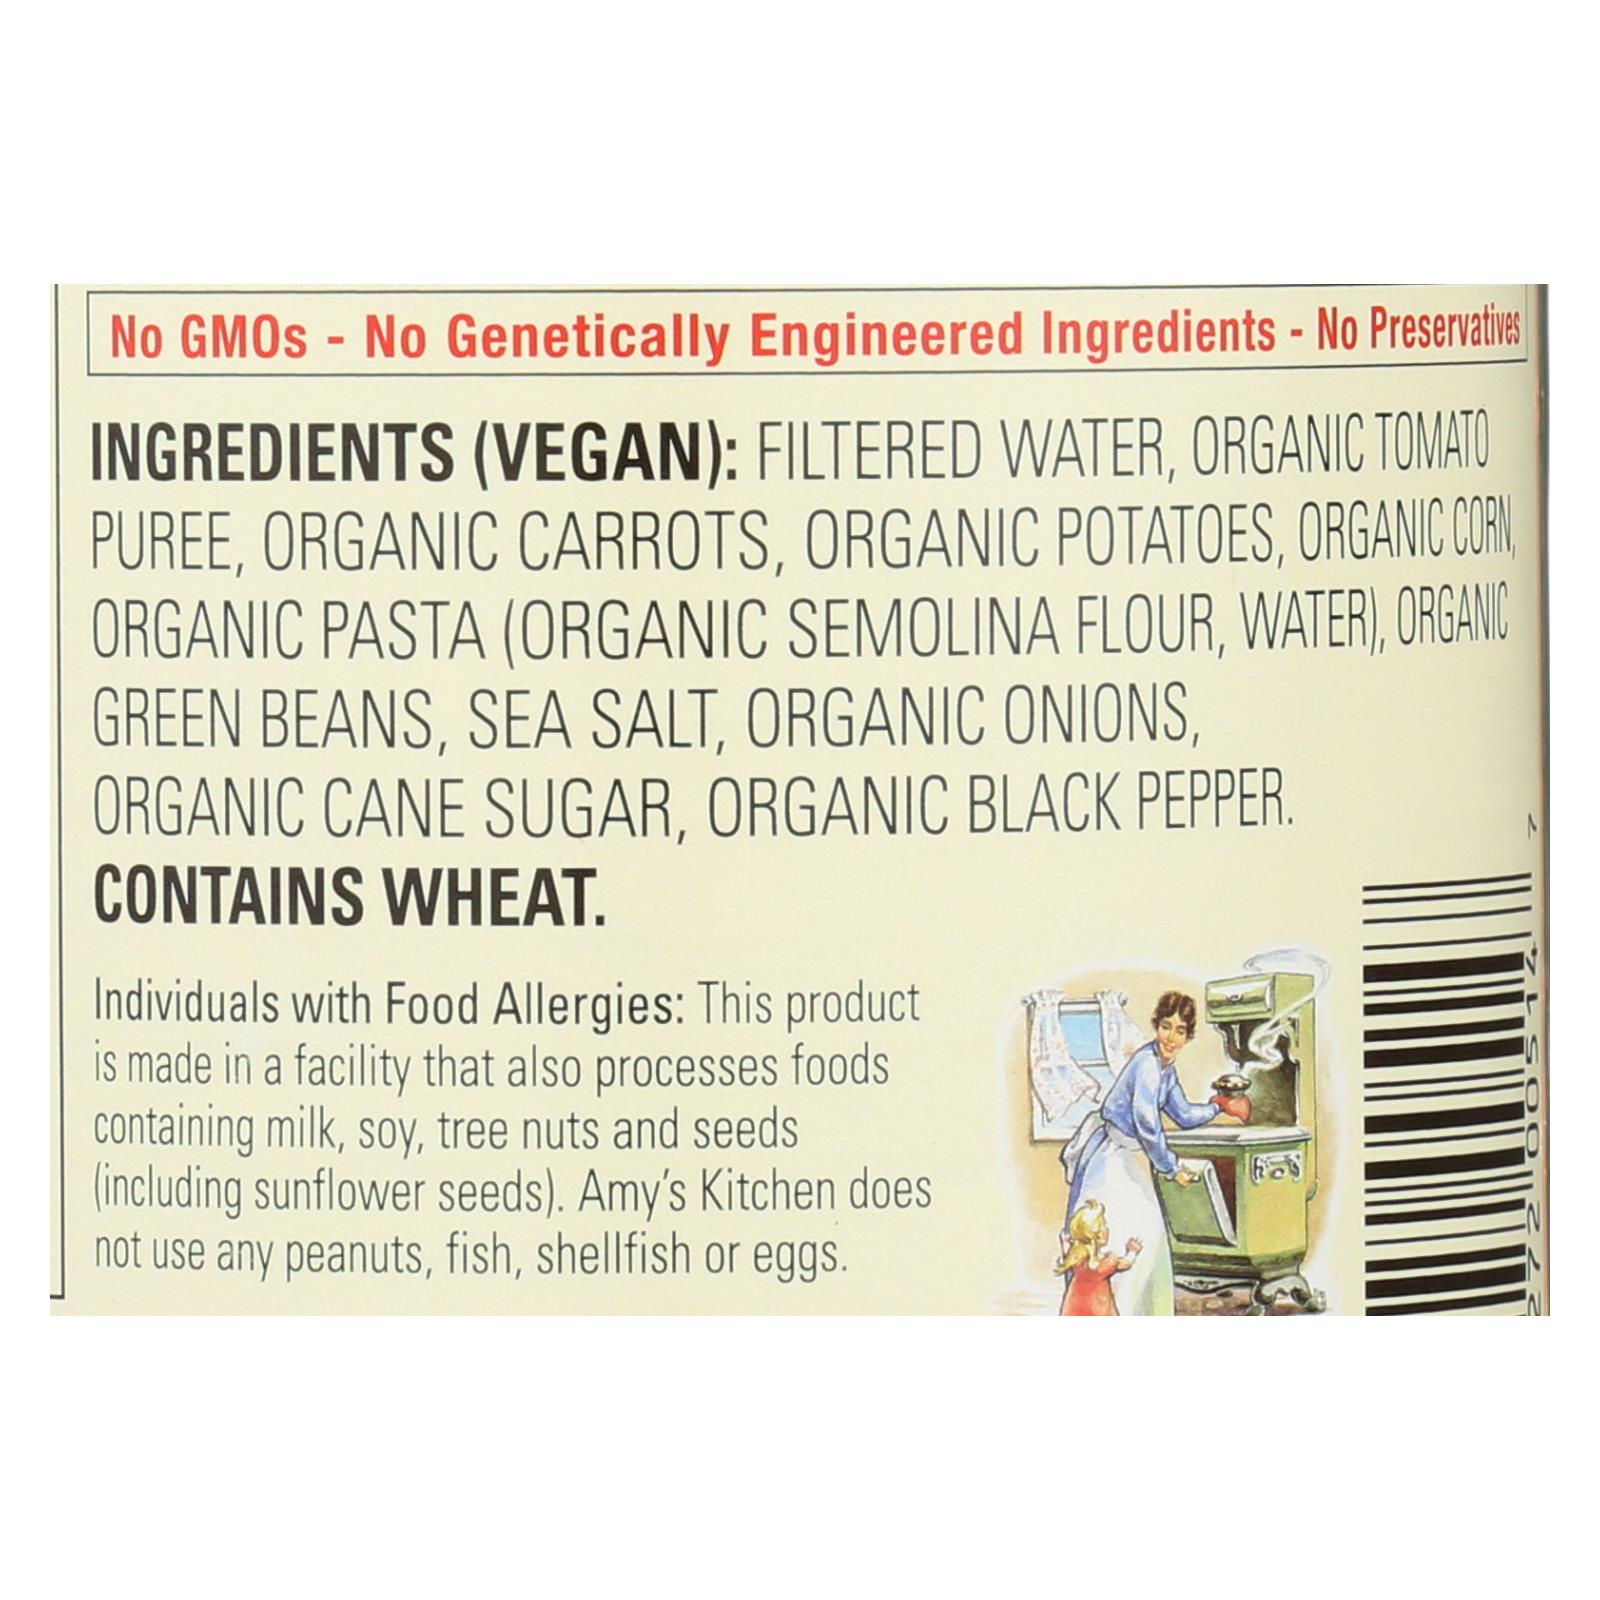 No GMOs - No Genetically Engineered Ingredients - No Preservatives
INGREDIENTS (VEGAN): FILTERED WATER, ORGANIC TOMATO
PUREE, ORGANIC CARROTS, ORGANIC POTATOES, ORGANIC CORN,
ORGANIC PASTA (ORGANIC SEMOLINA FLOUR, WATER), ORGANIC
GREEN BEANS, SEA SALT, ORGANIC ONIONS,
ORGANIC CANE SUGAR, ORGANIC BLACK PEPPER.
CONTAINS WHEAT.
Individuals with Food Allergies: This product
is made in a facility that also processes foods
containing milk, soy, tree nuts and seeds
(including sunflower seeds). Amy's Kitchen does
not use any peanuts, fish, shellfish or eggs.
27200514 7